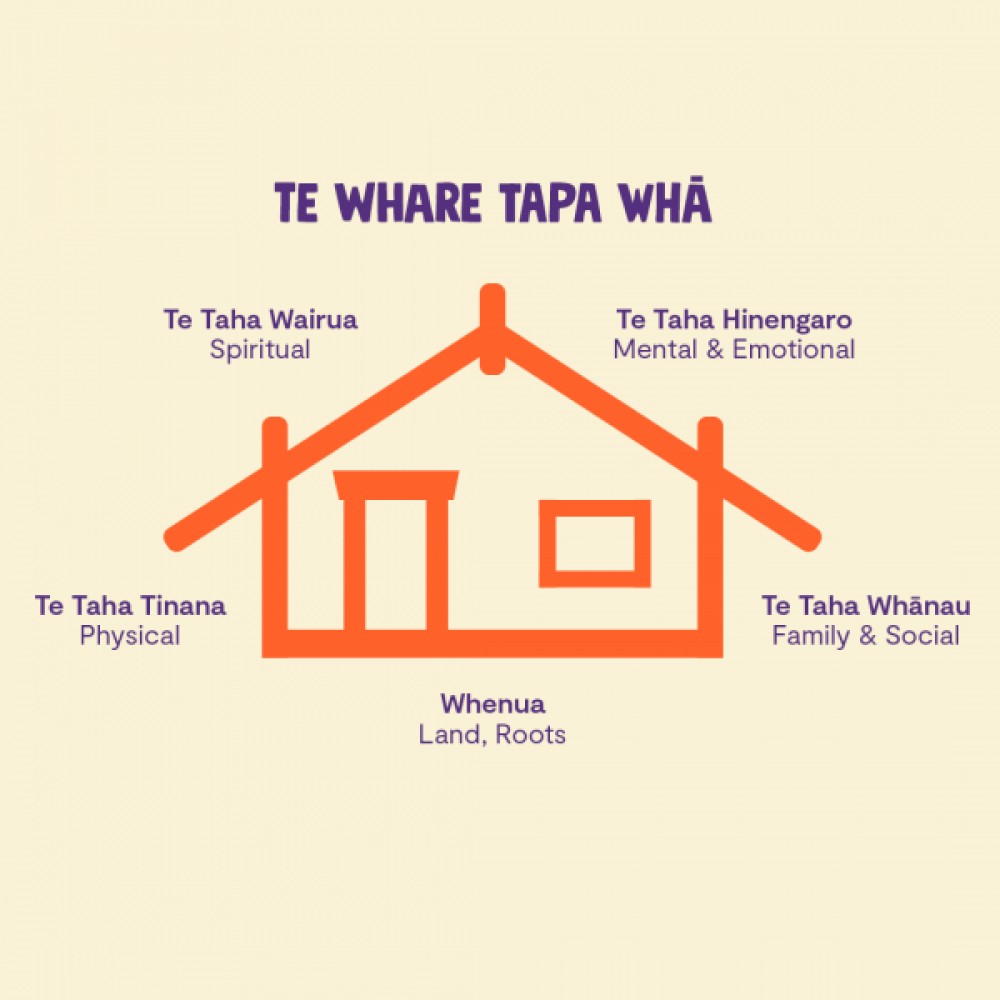 TE WHARE TAPA WHĀ
Te Taha Wairua
Spiritual
Te Taha Hinengaro
Mental & Emotional
Te Taha Tinana
Physical
Te Taha Whānau
Family & Social
Whenua
Land, Roots